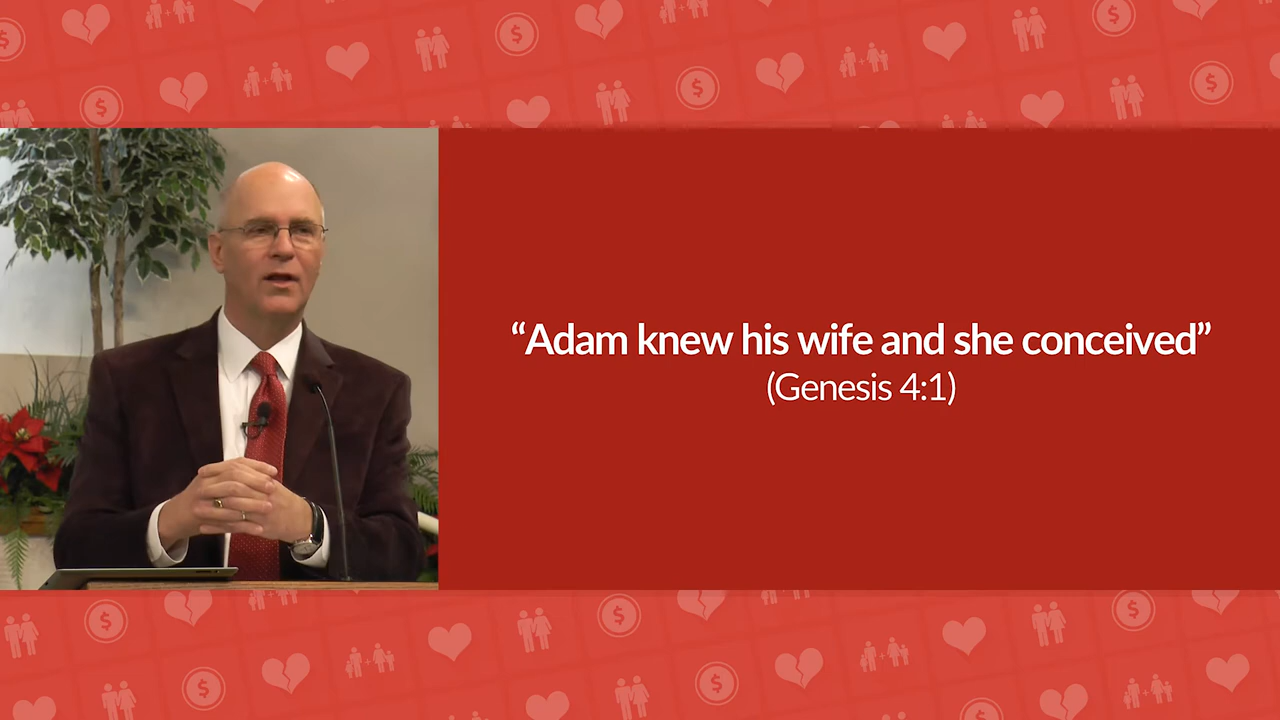 “Adam knew his wife and she conceived”
(Genesis 4:1)